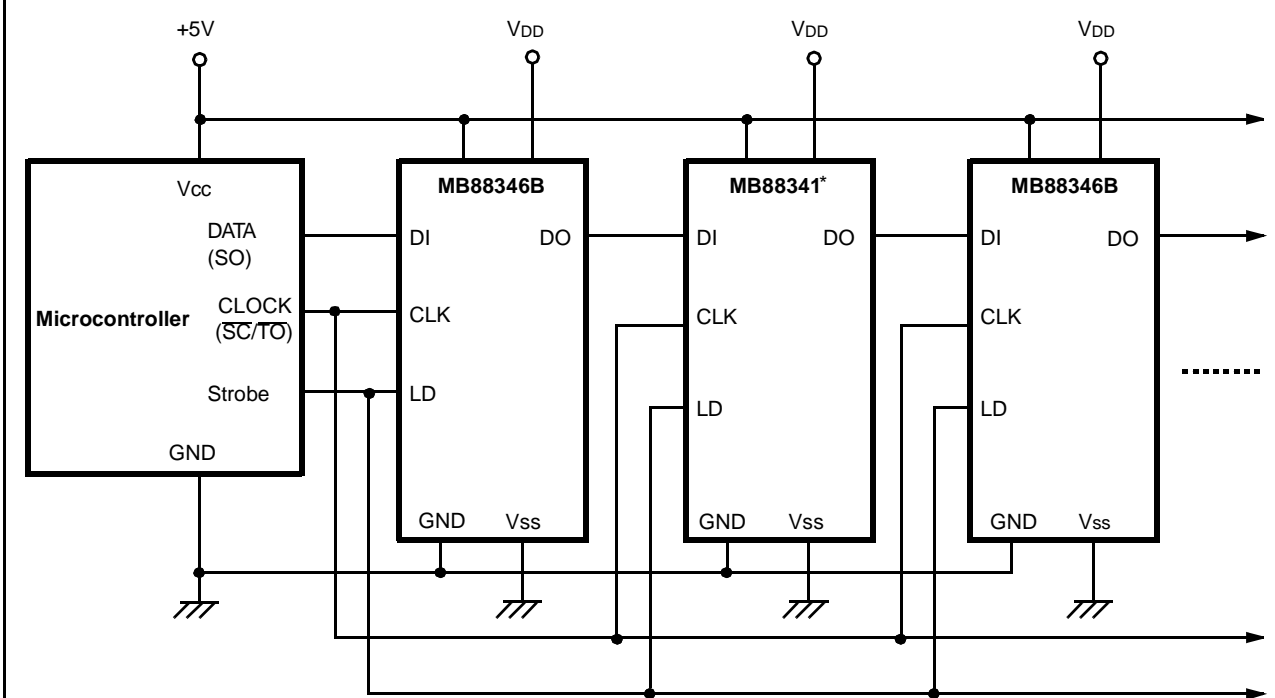 +5V
VDD
VDD
VDD
Vcc
DATA
(SO)
Microcontroller
CLOCK
(SC/TO)
Strobe
GND
MB88346B
DI
DO
CLK
LD
GND
Vss
MB88341*
DI
DO
CLK
LD
GND
Vss
MB88346B
DI
DO
CLK
LD
GND
Vss